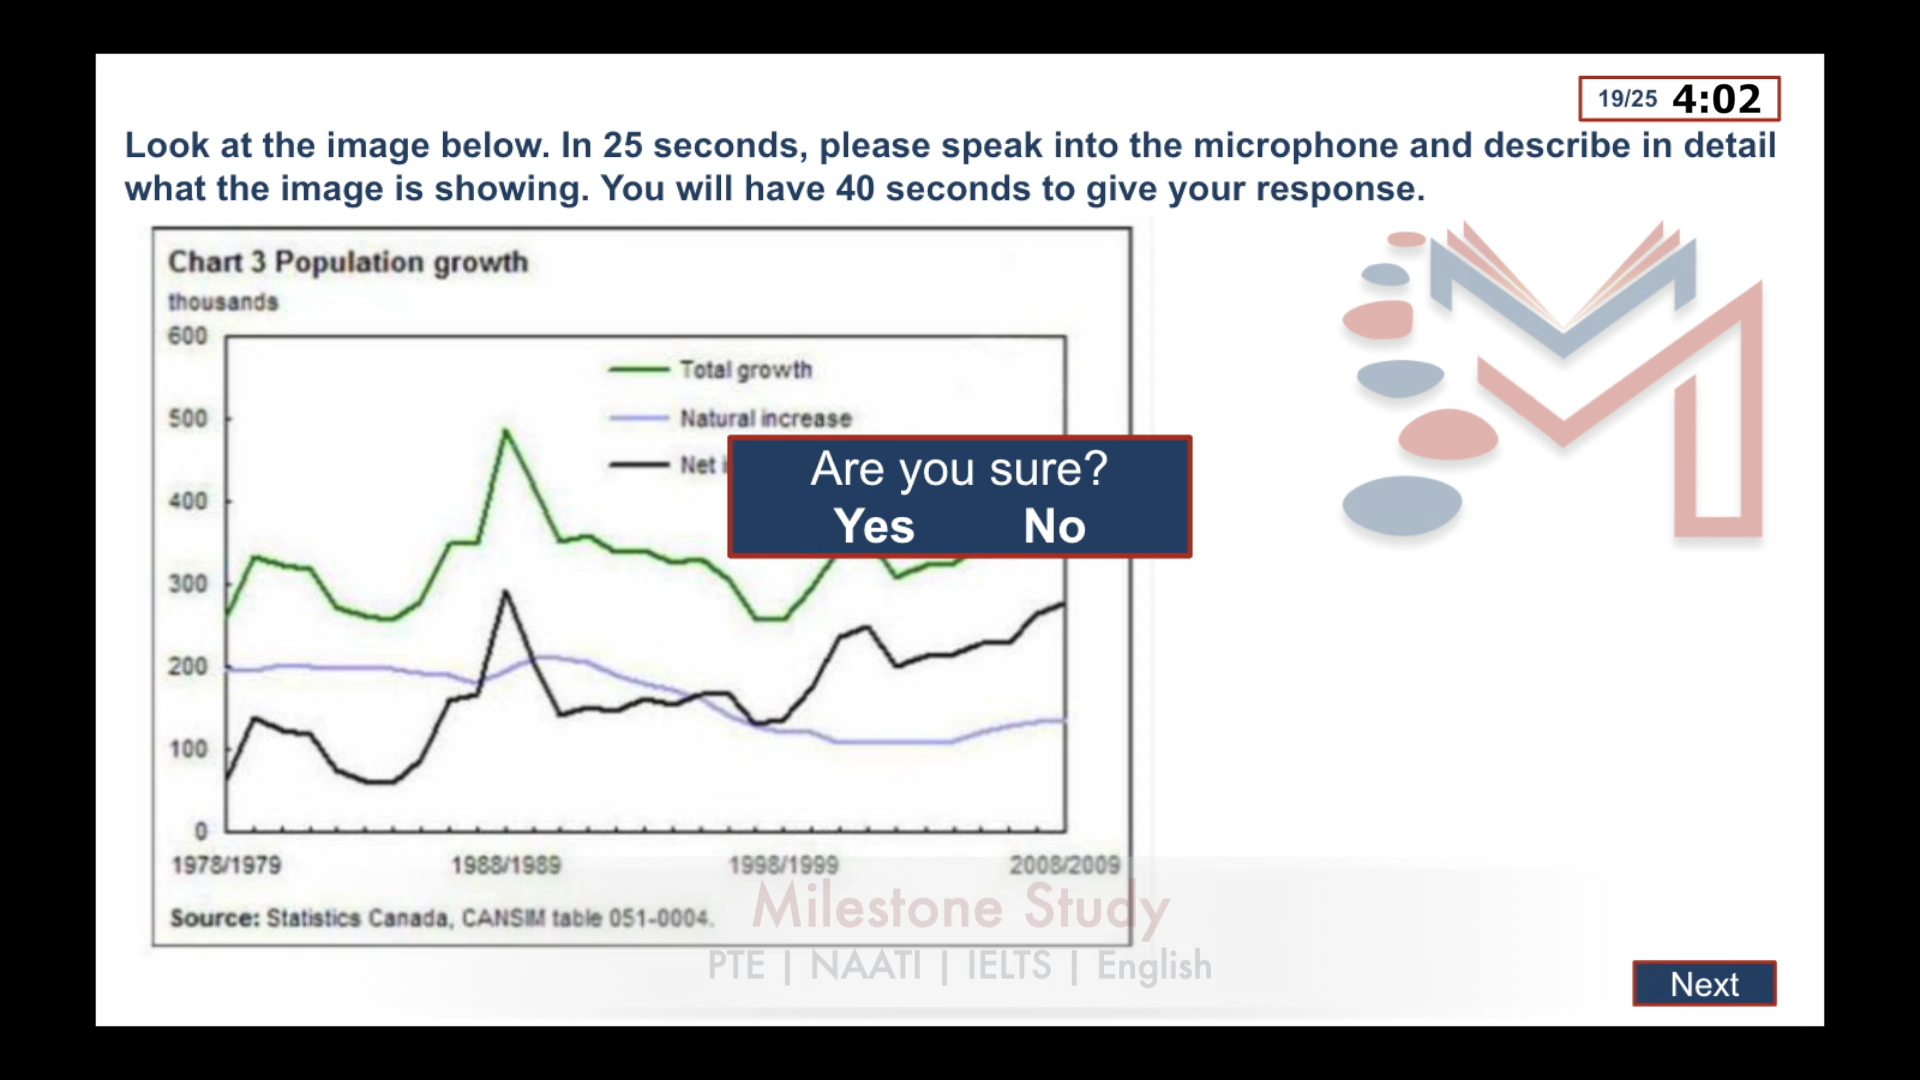 19/25 4:02
Look at the image below. In 25 seconds, please speak into the microphone and describe in detail
what the image is showing. You will have 40 seconds to give your response.
Chart 3 Population growth
thousands
600
500
400
300
200
100
0
Total growth
Natural increase
Net
Are you sure?
Yes No
1978/1979 1988/1989 1998/1999 2008/2009
Source: Statistics Canada, CANSIM table 051-0004.
Milestone Study
PTE | NAATI | IELTS | English
Next